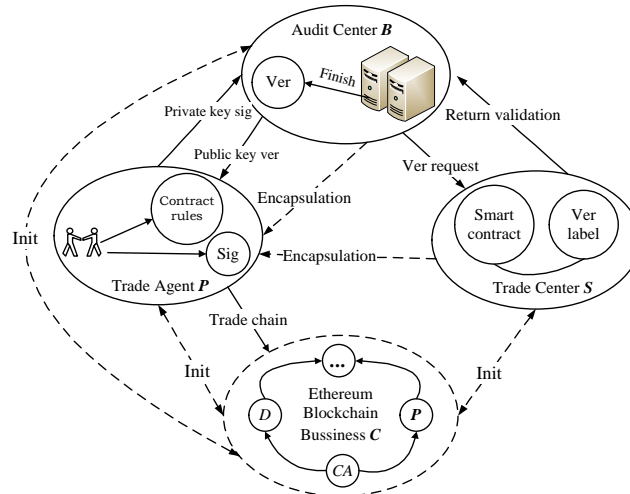 Audit Center B
Ver
Finish
Private key sig
Return validation
Public key ver
Ver request
Contract
rules
Encapsulation
Smart
contract
Ver
label
Init
Sig
Encapsulation
Trade Agent P
Trade Center S
Trade chain
Init
Init
...
Ethereum
Blockchain
Bussiness C
D
P
CA